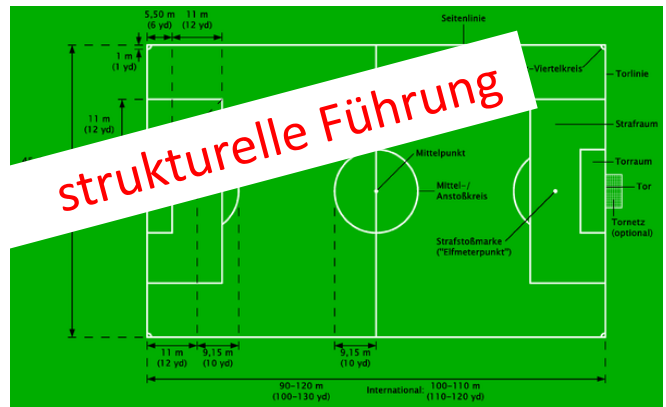 5,50 m 11 m
(6 yd) (12 yd)
Seitenlinie
1 m
(1 yd)
-Viertelkreis
Torlinie
11 m
(12 yd)
Strafraum
strukturelle Führung
Mittelpunkt
Torraum
Mittel-/
Anstoßkreis
Tor
Tornetz
(optional)
Strafstoßmarke
("Elfmeterpunkt")
11 m 9,15 m 9,15 m
(12 yd) (10 yd) (10 yd)
90–120 m International: 100–110 m
(100–130 yd) (110–120 yd)